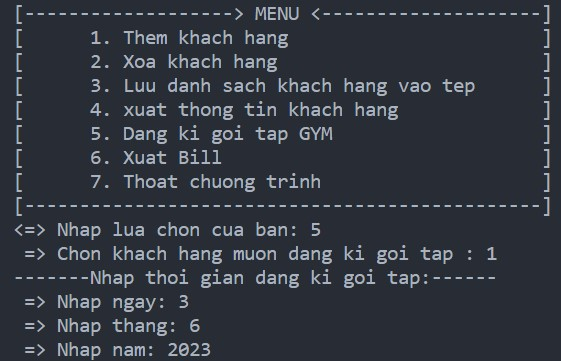 [-------------------> MENU <--------------------]
[      1. Them khach hang                       ]
[      2. Xoa khach hang                        ]
[      3. Luu danh sach khach hang vao tep      ]
[      4. xuat thong tin khach hang             ]
[      5. Dang ki goi tap GYM                   ]
[      6. Xuat Bill                             ]
[      7. Thoat chuong trinh                    ]
[-----------------------------------------------]
<=> Nhap lua chon cua ban: 5
 => Chon khach hang muon dang ki goi tap : 1
-------Nhap thoi gian dang ki goi tap:------
 => Nhap ngay: 3
 => Nhap thang: 6
 => Nhap nam: 2023